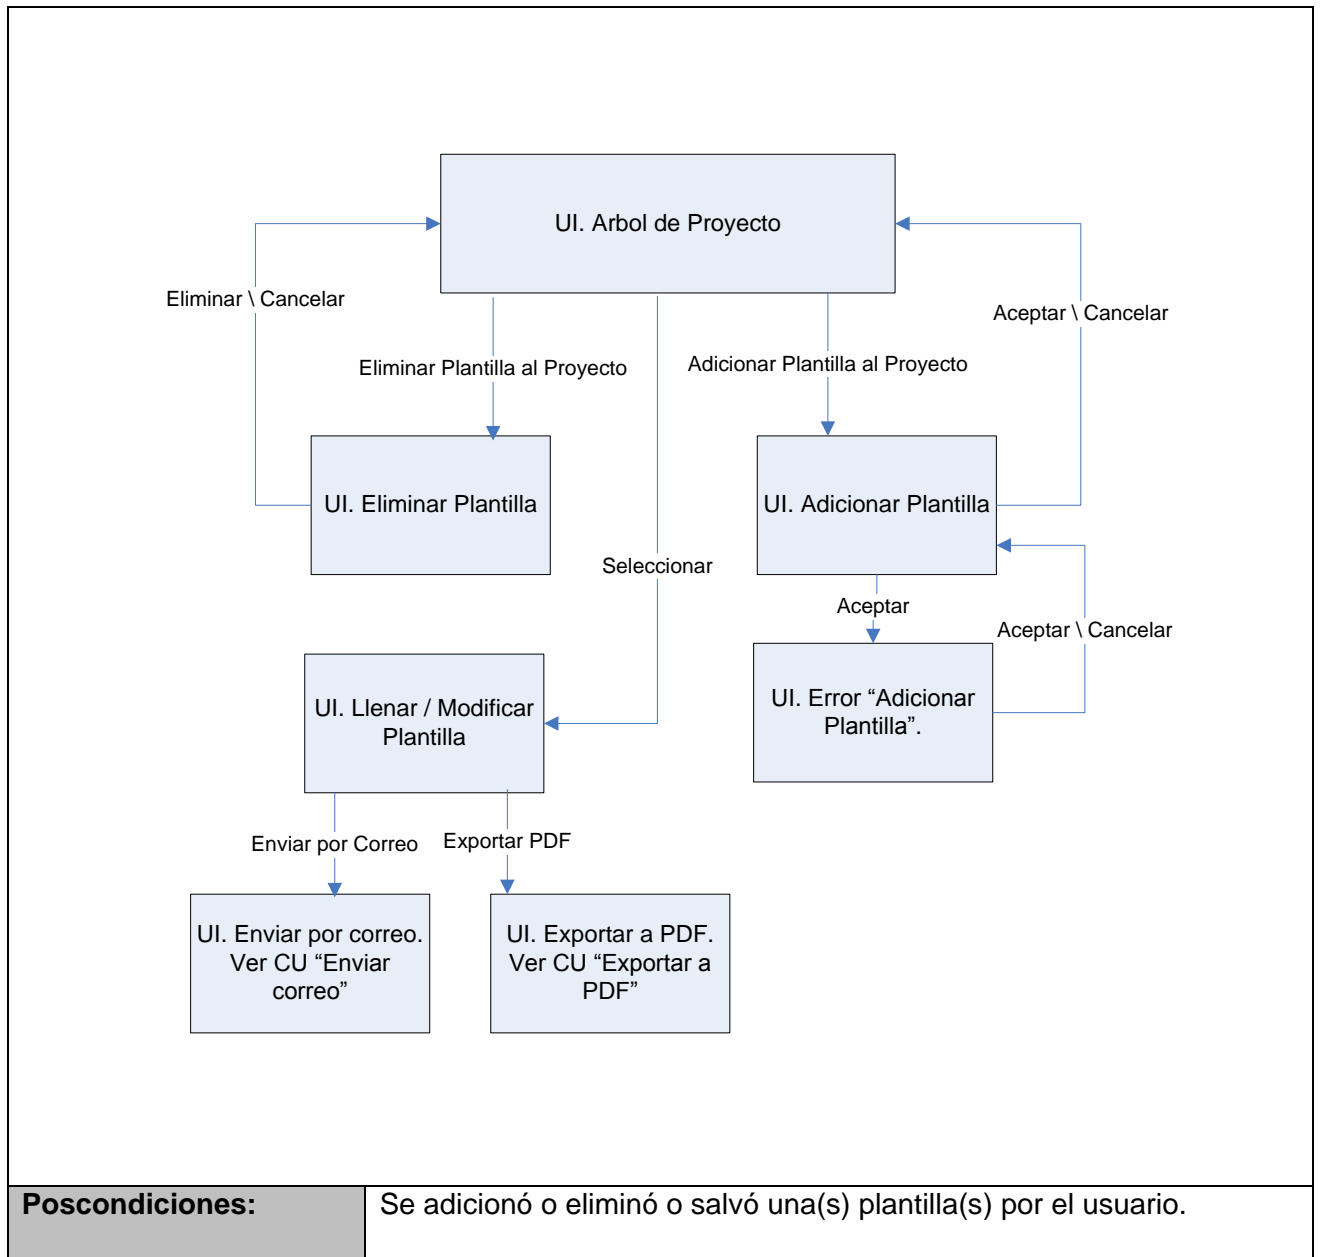 UI. Arbol de Proyecto
Eliminar \ Cancelar
Aceptar \ Cancelar
Eliminar Plantilla al Proyecto
Adicionar Plantilla al Proyecto
UI. Eliminar Plantilla
UI. Adicionar Plantilla
Seleccionar
Aceptar
Aceptar \ Cancelar
UI. Llenar / Modificar
Plantilla
UI. Error “Adicionar
Plantilla”.
Enviar por Correo
Exportar PDF
UI. Enviar por correo.
Ver CU “Enviar
correo”
UI. Exportar a PDF.
Ver CU “Exportar a
PDF”
Poscondiciones:
Se adicionó o eliminó o salvó una(s) plantilla(s) por el usuario.